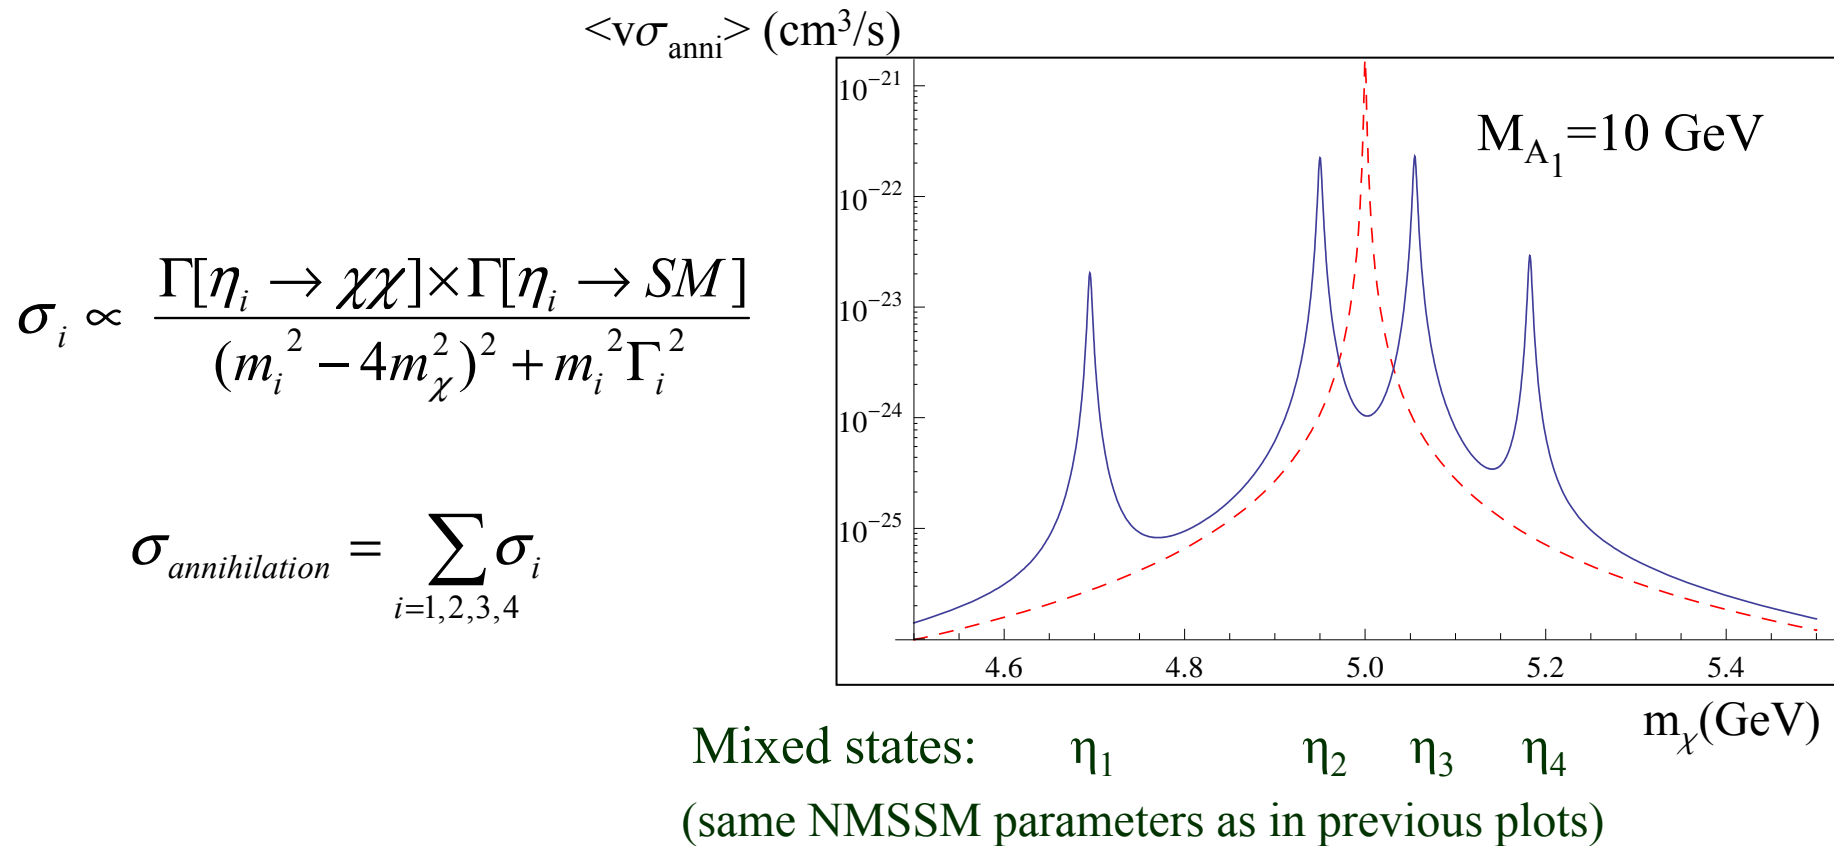 <vσ_anni> (cm³/s)
10⁻²¹
10⁻²²
10⁻²³
10⁻²⁴
10⁻²⁵
M_A₁=10 GeV
σ_i ∝ Γ[η_i → χχ]×Γ[η_i → SM] / (m_i² − 4m_χ²)² + m_i²Γ_i²
σ_annihilation = ∑_{i=1,2,3,4} σ_i
4.6 4.8 5.0 5.2 5.4
m_χ(GeV)
Mixed states: η₁ η₂ η₃ η₄
(same NMSSM parameters as in previous plots)